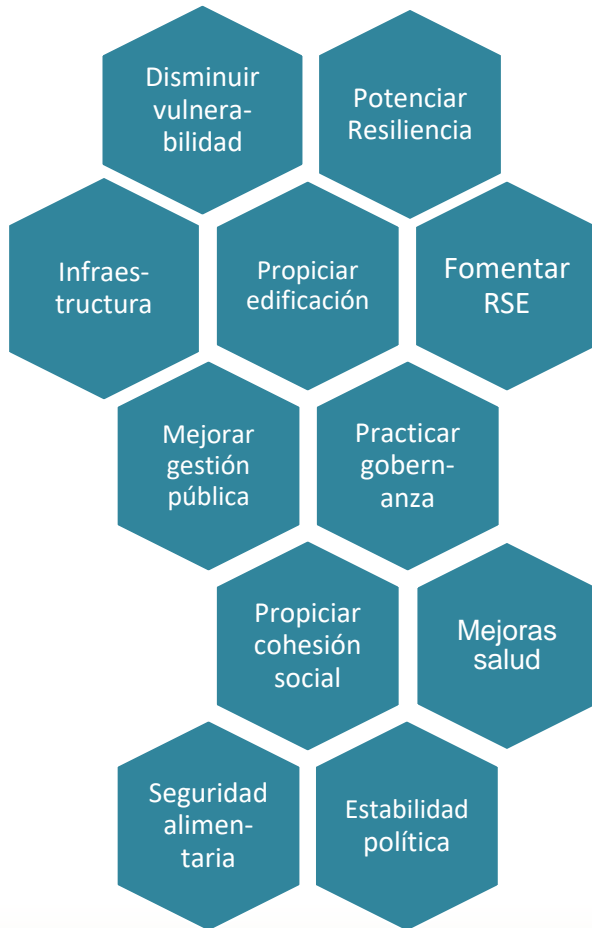 Disminuir
vulnera-
bilidad
Potenciar
Resiliencia
Infraes-
tructura
Propiciar
edificación
Fomentar
RSE
Mejorar
gestión
pública
Practicar
gobern-
anza
Propiciar
cohesión
social
Mejoras
salud
Seguridad
alimen-
taria
Estabilidad
política